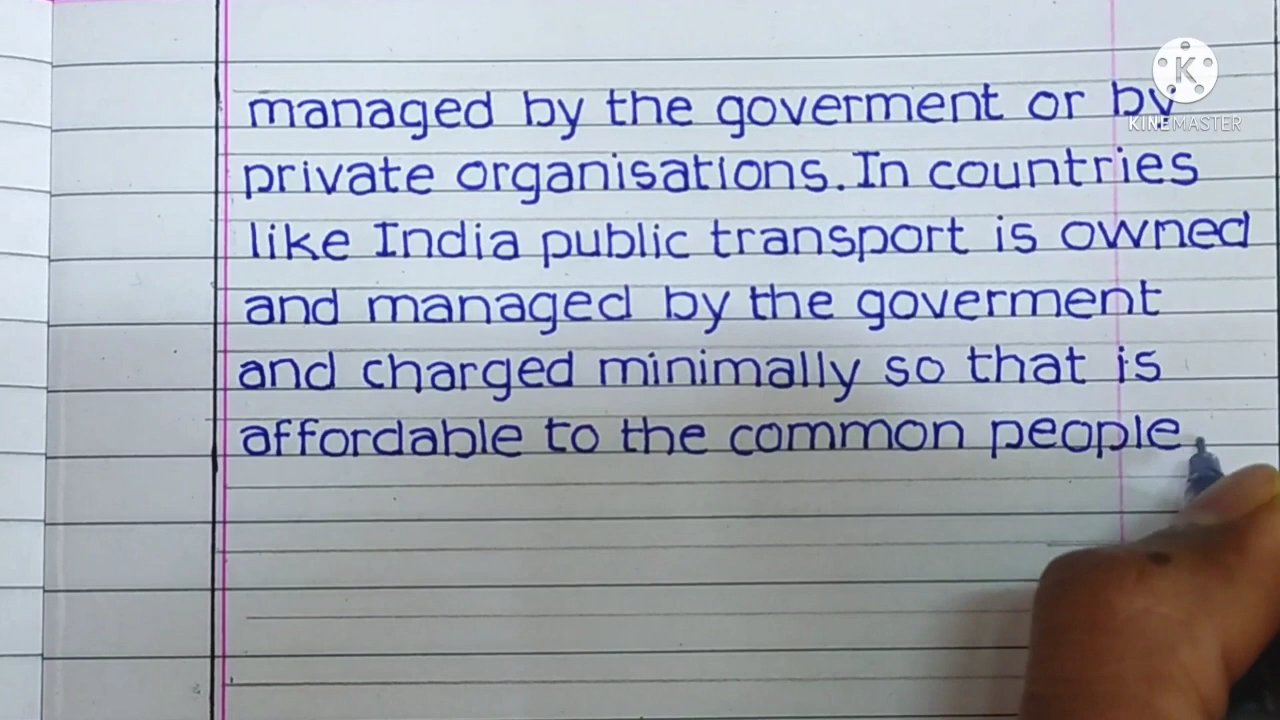 managed by the goverment or by
private organisations. In countries
like India public transport is owned
and managed by the goverment
and charged minimally so that is
affordable to the common people.
K
KINEMASTER